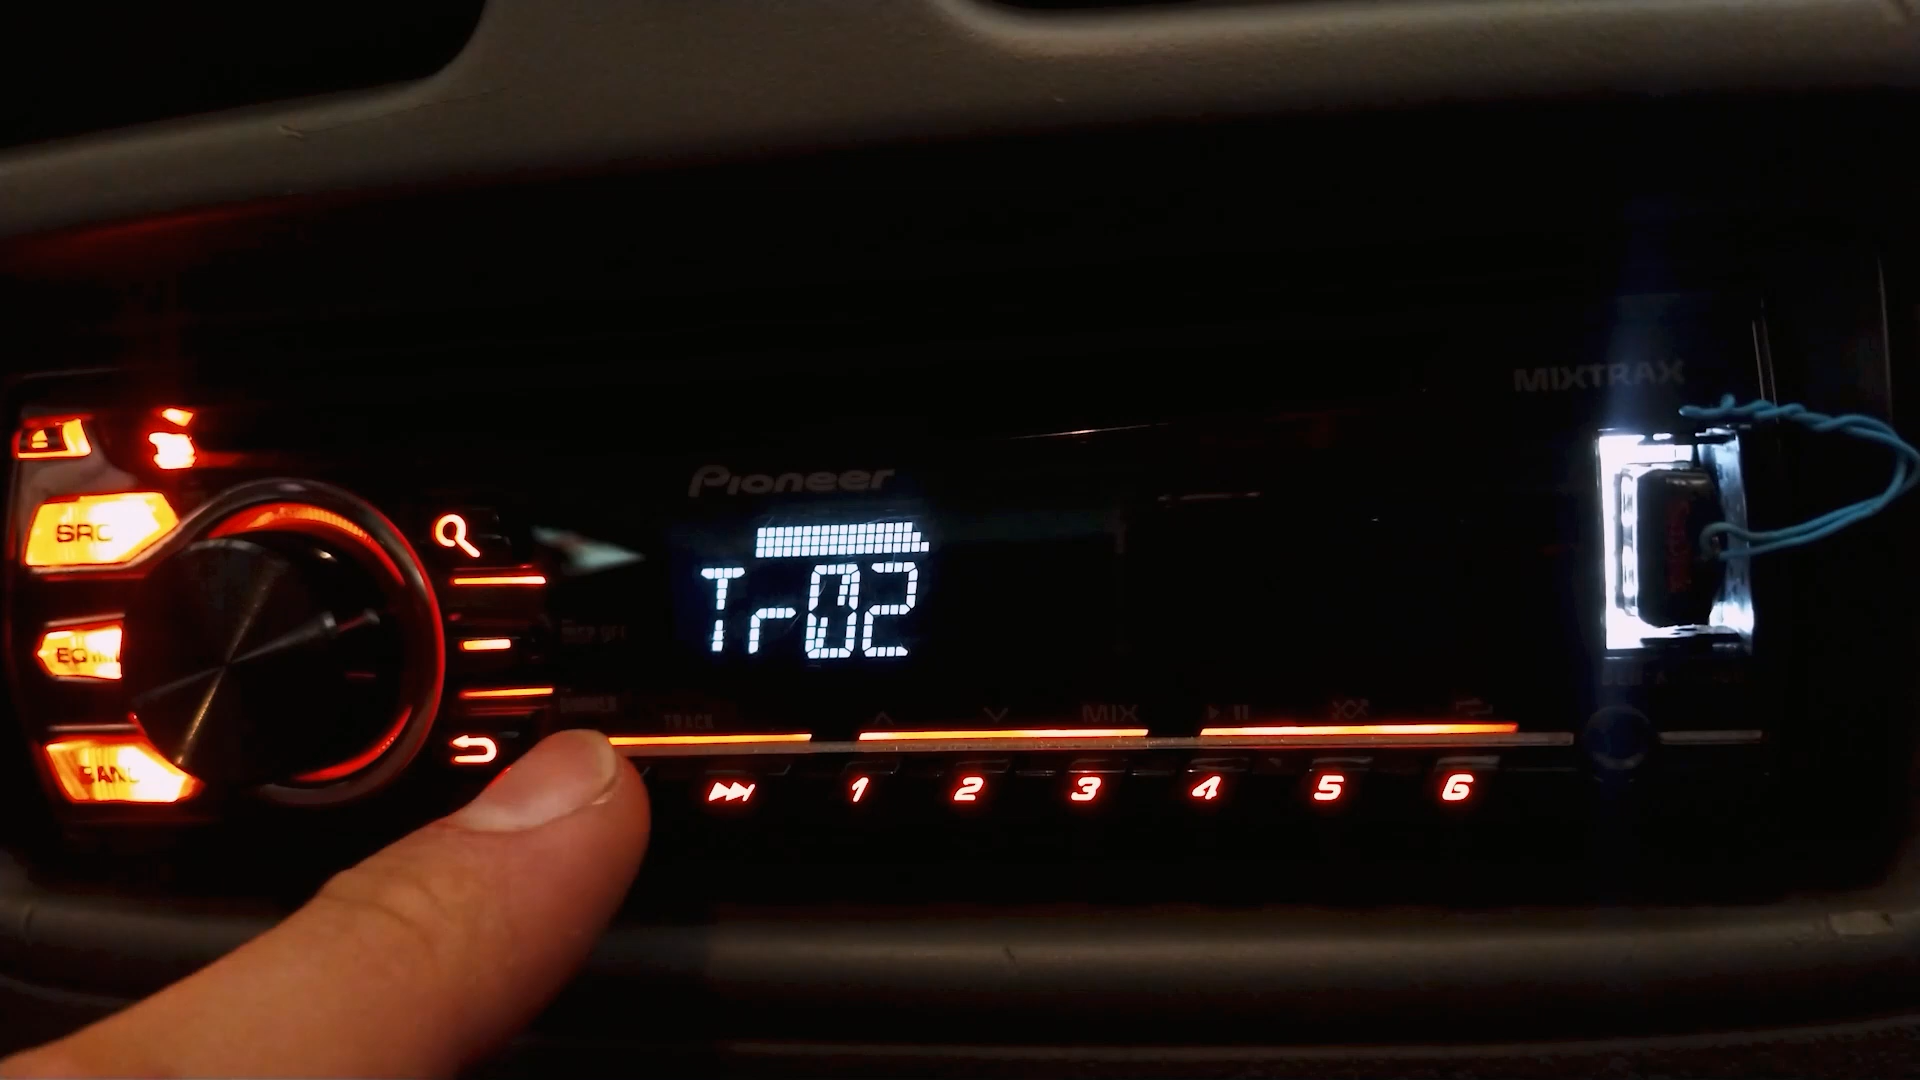 MIXTRAX
Pioneer
SRC
Tr02
EQ
TRACK
MIX
BAND
1 2 3 4 5 6